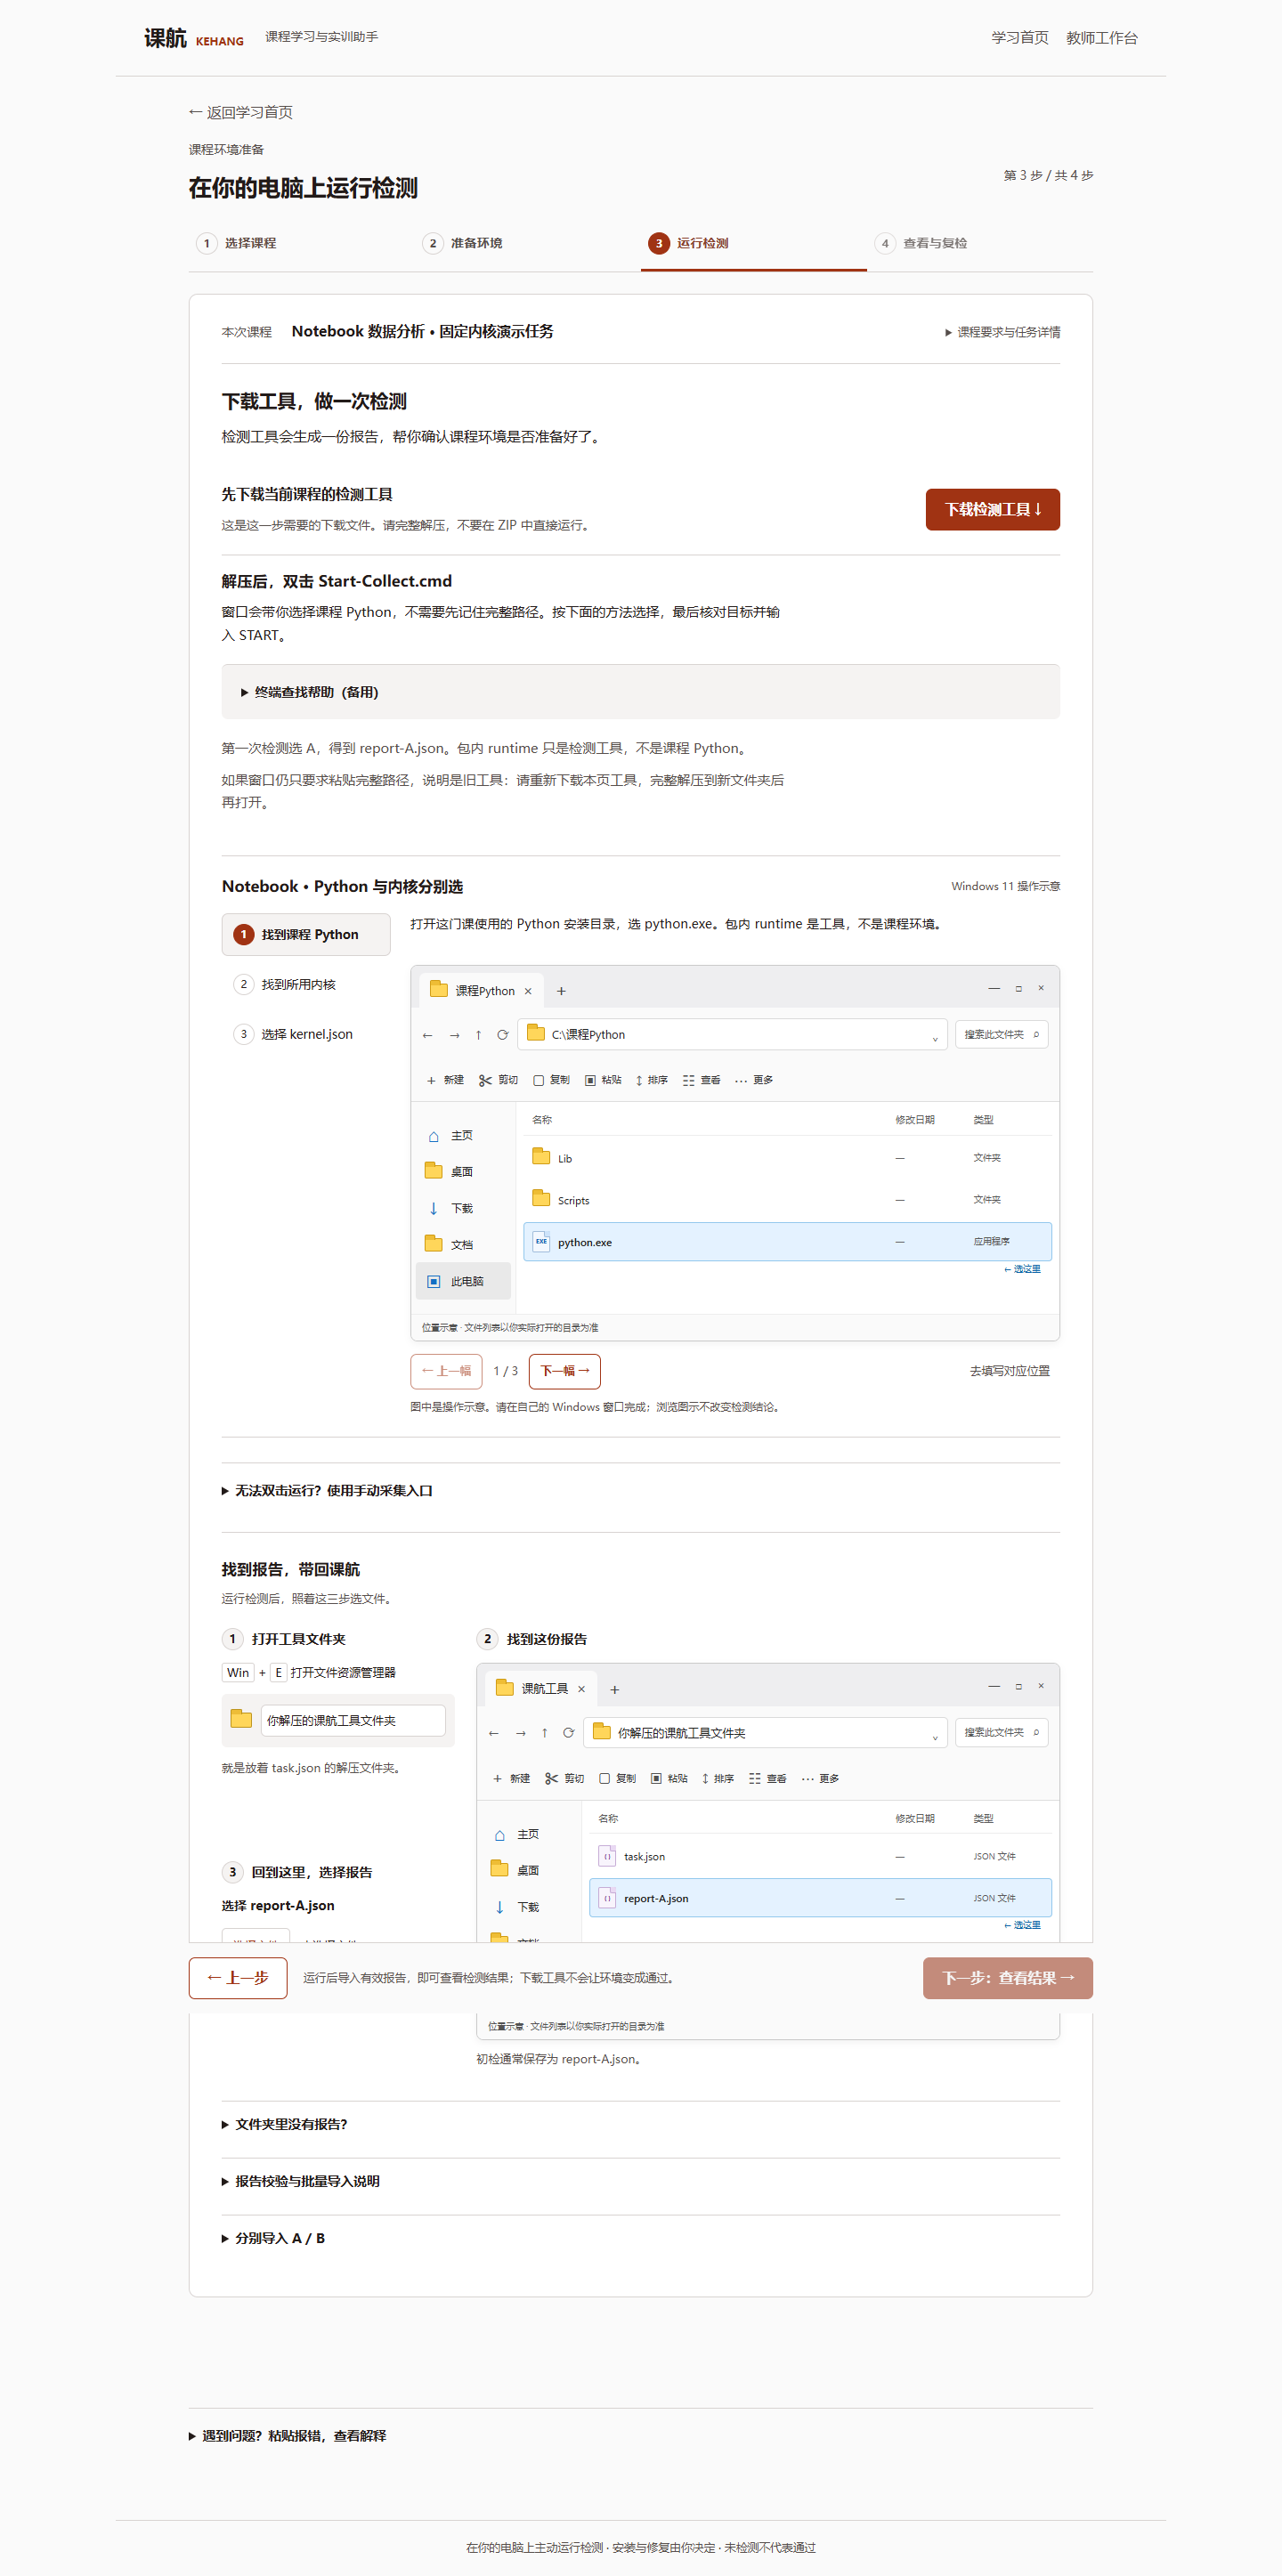 课航 KEHANG 课程学习与实训助手
学习首页 教师工作台
← 返回学习首页
课程环境准备
在你的电脑上运行检测
第 3 步 / 共 4 步
1 选择课程
2 准备环境
3 运行检测
4 查看与复检
本次课程 Notebook 数据分析 • 固定内核演示任务
▶ 课程要求与任务详情
下载工具，做一次检测
检测工具会生成一份报告，帮你确认课程环境是否准备好了。
先下载当前课程的检测工具
这是这一步需要的下载文件。请完整解压，不要在 ZIP 中直接运行。
下载检测工具 ↓
解压后，双击 Start-Collect.cmd
窗口会带你选择课程 Python，不需要先记住完整路径。按下面的方法选择，最后核对目标并输
入 START。
▶ 终端查找帮助（备用）
第一次检测选 A，得到 report-A.json。包内 runtime 只是检测工具，不是课程 Python。
如果窗口仍只要求粘贴完整路径，说明是旧工具：请重新下载本页工具，完整解压到新文件夹后
再打开。
Notebook • Python 与内核分别选
Windows 11 操作示意
1 找到课程 Python
2 找到所用内核
3 选择 kernel.json
打开这门课使用的 Python 安装目录，选 python.exe。包内 runtime 是工具，不是课程环境。
课程Python × +
— □ ×
← → ↑ ⟳ C:\课程Python
搜索此文件夹
+ 新建 剪切 复制 粘贴 排序 查看 … 更多
主页
桌面
下载
文档
此电脑
名称 修改日期 类型
Lib — 文件夹
Scripts — 文件夹
EXE python.exe — 应用程序
← 选这里
位置示意 · 文件列表以你实际打开的目录为准
← 上一幅 1 / 3 下一幅 →
去填写对应位置
图中是操作示意。请在自己的 Windows 窗口完成；浏览图示不改变检测结论。
▶ 无法双击运行？使用手动采集入口
找到报告，带回课航
运行检测后，照着这三步选文件。
1 打开工具文件夹
Win + E 打开文件资源管理器
你解压的课航工具文件夹
就是放着 task.json 的解压文件夹。
2 找到这份报告
课航工具 × +
— □ ×
← → ↑ ⟳ 你解压的课航工具文件夹
搜索此文件夹
+ 新建 剪切 复制 粘贴 排序 查看 … 更多
主页
桌面
下载
名称 修改日期 类型
task.json — JSON 文件
report-A.json — JSON 文件
← 选这里
3 回到这里，选择报告
选择 report-A.json
← 上一步
运行后导入有效报告，即可查看检测结果；下载工具不会让环境变成通过。
下一步：查看结果 →
位置示意 · 文件列表以你实际打开的目录为准
初检通常保存为 report-A.json。
▶ 文件夹里没有报告？
▶ 报告校验与批量导入说明
▶ 分别导入 A / B
▶ 遇到问题？粘贴报错，查看解释
在你的电脑上主动运行检测 · 安装与修复由你决定 · 未检测不代表通过